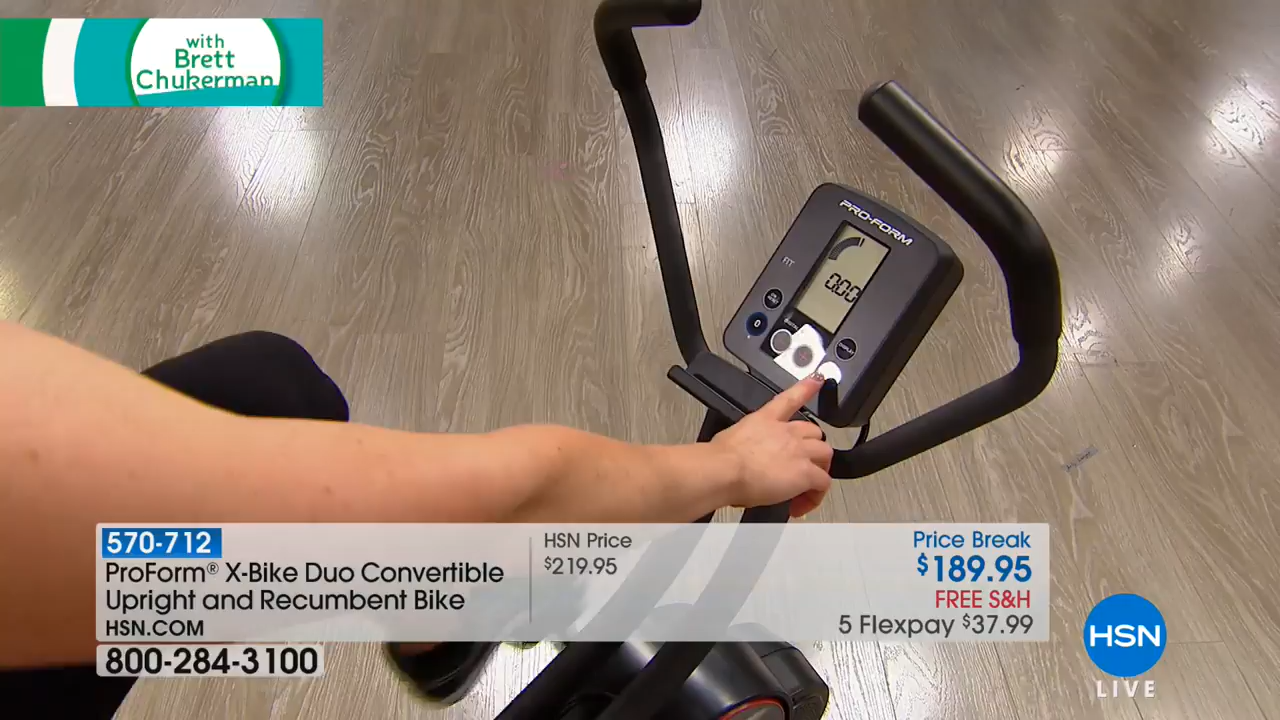 with
Brett
Chukerman
PRO-FORM
0:00
DISPLAY
570-712
ProForm® X-Bike Duo Convertible
Upright and Recumbent Bike
HSN.COM
800-284-3100
HSN Price
$219.95
Price Break
$189.95
FREE S&H
5 Flexpay $37.99
HSN
LIVE